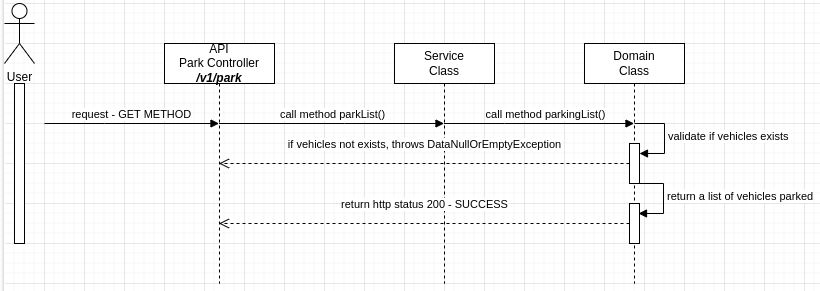 User
API
Park Controller
/v1/park
Service
Class
Domain
Class
request - GET METHOD
call method parkList()
call method parkingList()
validate if vehicles exists
if vehicles not exists, throws DataNullOrEmptyException
return a list of vehicles parked
return http status 200 - SUCCESS